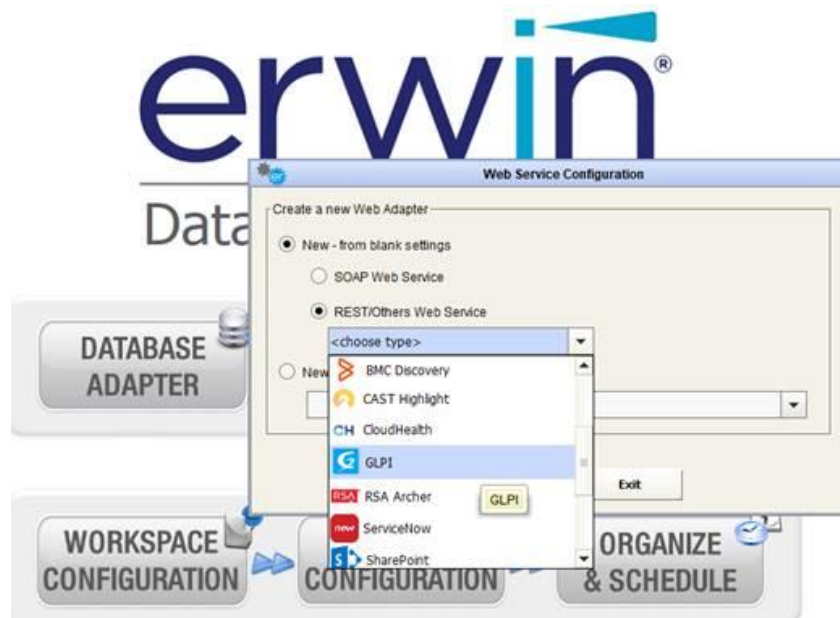 erwin®
Data
Web Service Configuration
Create a new Web Adapter
New - from blank settings
SOAP Web Service
REST/Others Web Service
<choose type>
New
BMC Discovery
CAST Highlight
CH CloudHealth
GLPI
RSA RSA Archer
GLPI
new ServiceNow
S SharePoint
Exit
DATABASE
ADAPTER
WORKSPACE
CONFIGURATION
CONFIGURATION
ORGANIZE
& SCHEDULE